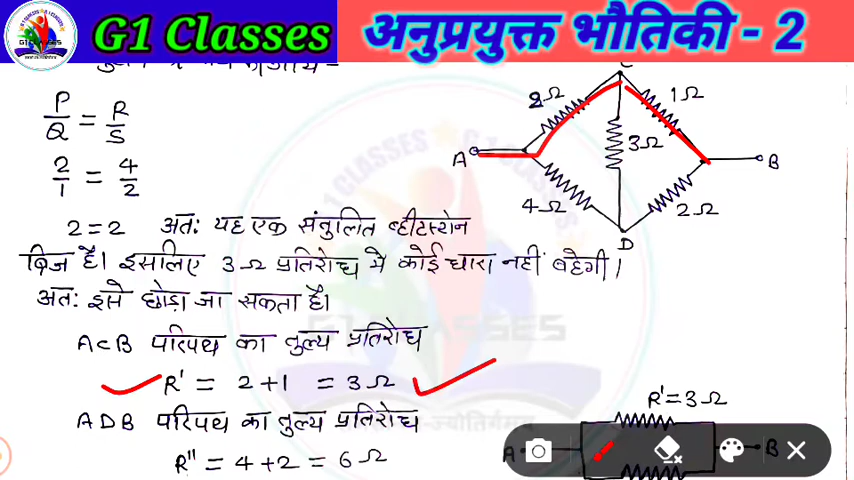 G1 Classes
अनुप्रयुक्त भौतिकी - 2
P/Q = R/S
2/1 = 4/2
2 = 2 अतः यह एक संतुलित व्हीटस्टोन
ब्रिज है। इसलिए 3Ω प्रतिरोध में कोई धारा नहीं बहेगी।
अतः इसे छोड़ा जा सकता है।
ACB परिपथ का तुल्य प्रतिरोध
R' = 2+1 = 3Ω
ADB परिपथ का तुल्य प्रतिरोध
R" = 4+2 = 6Ω
C
2Ω
1Ω
A
3Ω
B
4Ω
2Ω
D
R'=3Ω
A
B
G1 CLASSES